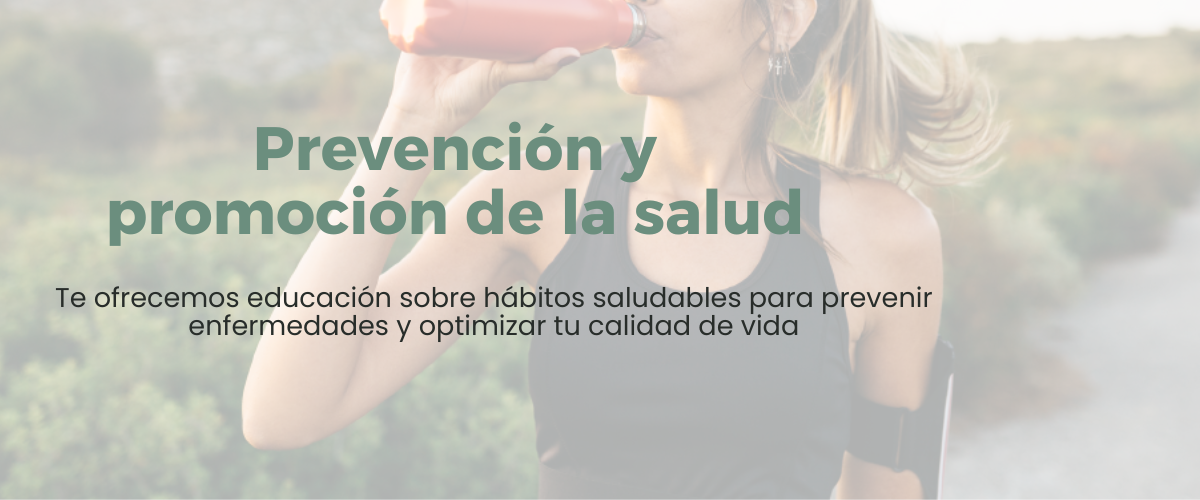 Prevención y
promoción de la salud
Te ofrecemos educación sobre hábitos saludables para prevenir
enfermedades y optimizar tu calidad de vida